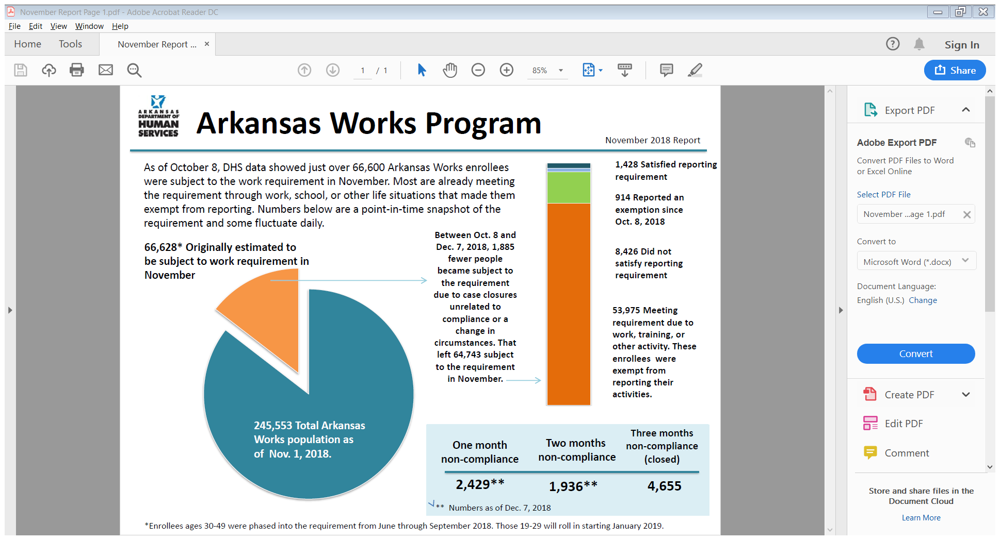 November Report Page 1.pdf - Adobe Acrobat Reader DC
File Edit View Window Help
Home Tools November Report ... × Sign In
1 / 1 85% Share
ARKANSAS
DEPARTMENT OF
HUMAN
SERVICES
Arkansas Works Program
November 2018 Report
As of October 8, DHS data showed just over 66,600 Arkansas Works enrollees
were subject to the work requirement in November. Most are already meeting
the requirement through work, school, or other life situations that made them
exempt from reporting. Numbers below are a point-in-time snapshot of the
requirement and some fluctuate daily.
66,628* Originally estimated to
be subject to work requirement in
November
245,553 Total Arkansas
Works population as
of Nov. 1, 2018.
Between Oct. 8 and
Dec. 7, 2018, 1,885
fewer people
became subject to
the requirement
due to case closures
unrelated to
compliance or a
change in
circumstances. That
left 64,743 subject
to the requirement
in November.
1,428 Satisfied reporting
requirement
914 Reported an
exemption since
Oct. 8, 2018
8,426 Did not
satisfy reporting
requirement
53,975 Meeting
requirement due to
work, training, or
other activity. These
enrollees were
exempt from
reporting their
activities.
One month
non-compliance
Two months
non-compliance
Three months
non-compliance
(closed)
2,429** 1,936** 4,655
** Numbers as of Dec. 7, 2018
*Enrollees ages 30-49 were phased into the requirement from June through September 2018. Those 19-29 will roll in starting January 2019.
Export PDF
Adobe Export PDF
Convert PDF Files to Word
or Excel Online
Select PDF File
November ...age 1.pdf
Convert to
Microsoft Word (*.docx)
Document Language:
English (U.S.) Change
Convert
Create PDF
Edit PDF
Comment
Store and share files in the
Document Cloud
Learn More